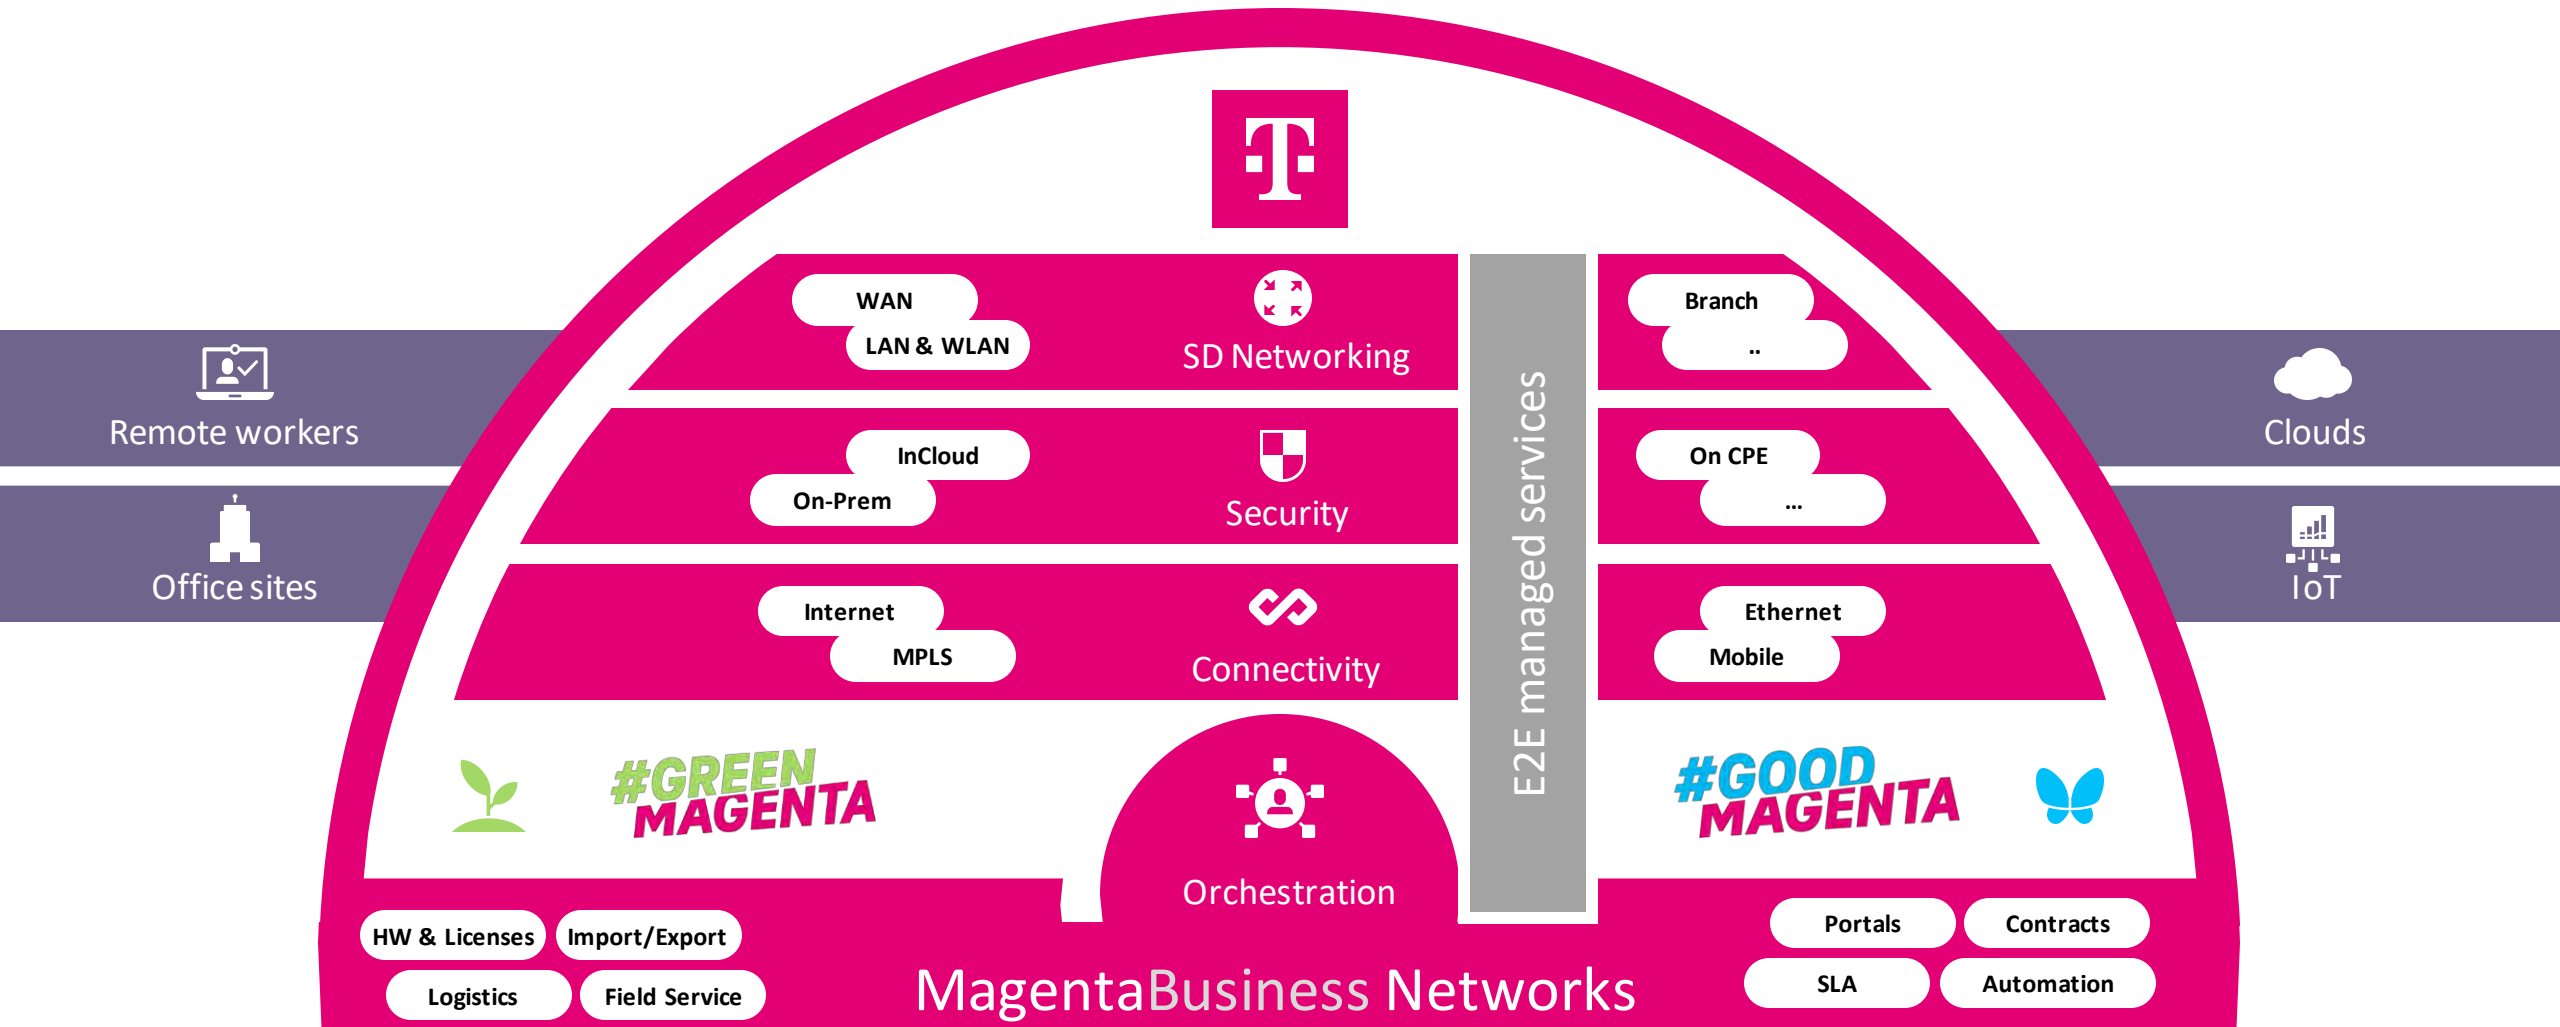 T
WAN
LAN & WLAN
SD Networking
Branch
..
Remote workers
Clouds
InCloud
On-Prem
Security
On CPE
...
Office sites
IoT
Internet
MPLS
Connectivity
Ethernet
Mobile
E2E managed services
#GREEN
MAGENTA
#GOOD
MAGENTA
Orchestration
HW & Licenses
Import/Export
Logistics
Field Service
MagentaBusiness Networks
Portals
Contracts
SLA
Automation